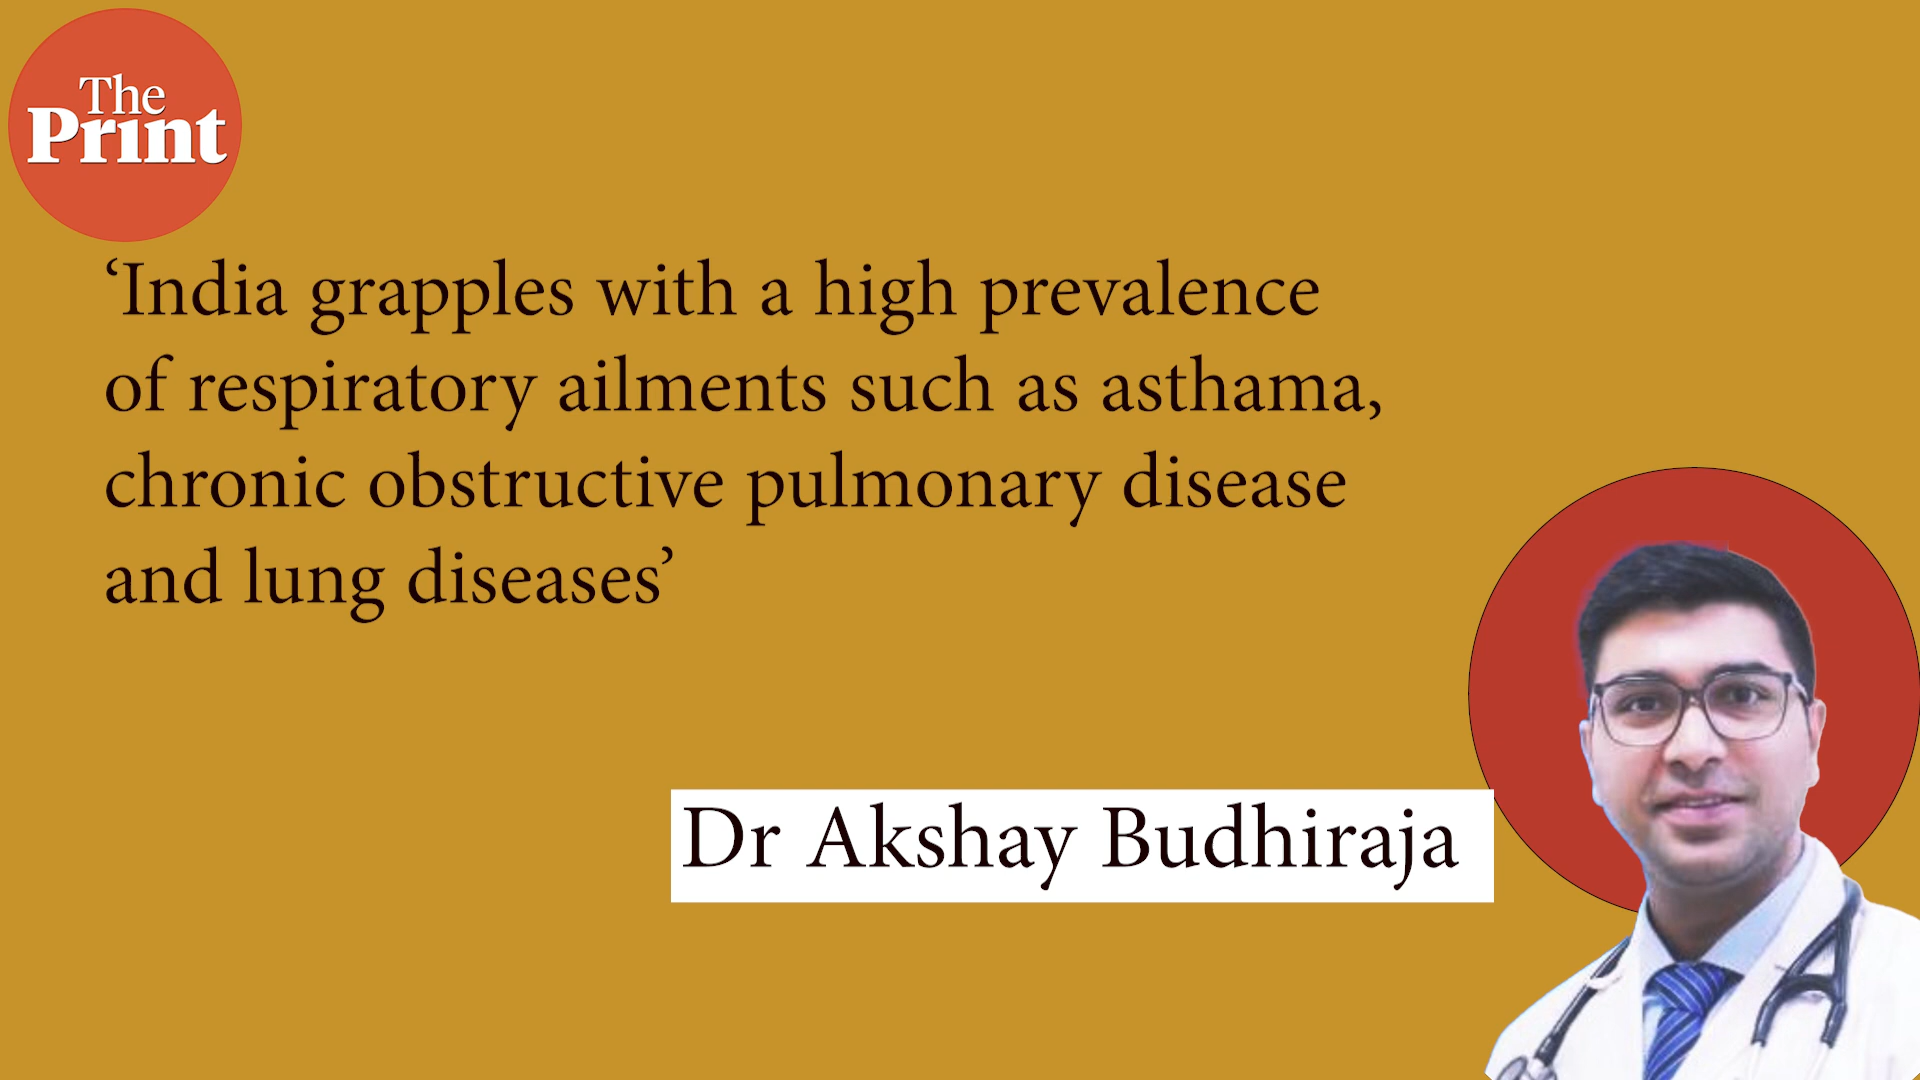 The
Print
‘India grapples with a high prevalence
of respiratory ailments such as asthama,
chronic obstructive pulmonary disease
and lung diseases’
Dr Akshay Budhiraja